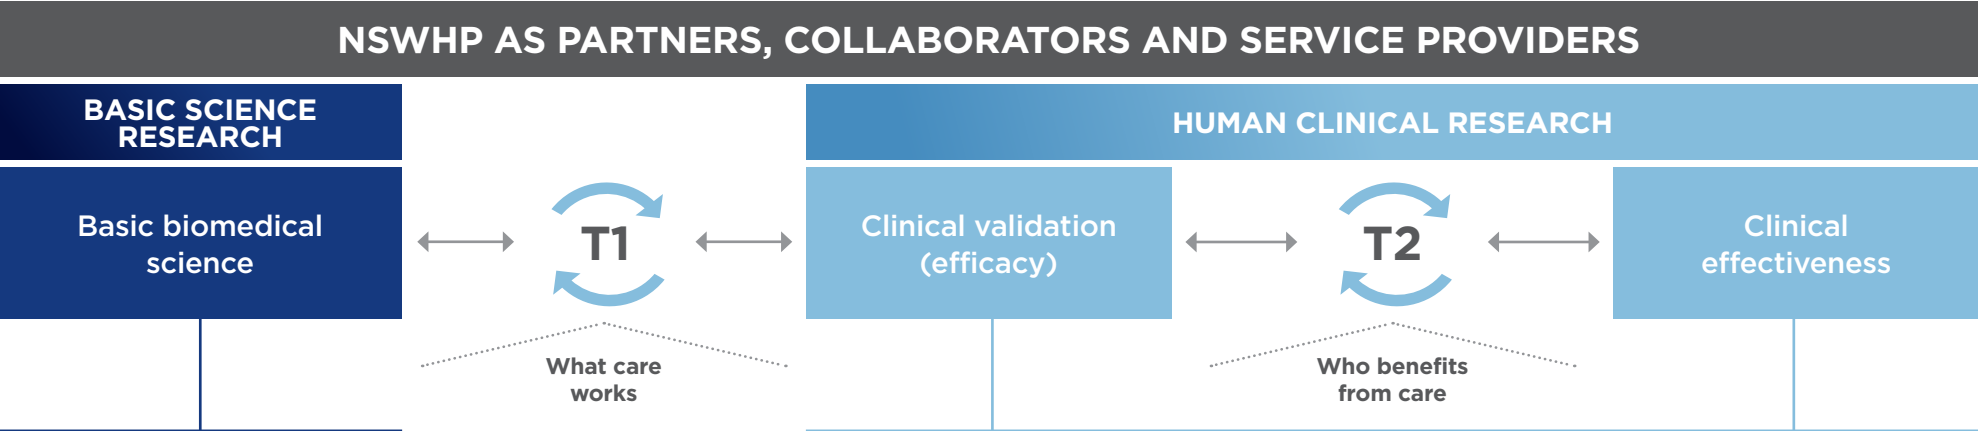 NSWHP AS PARTNERS, COLLABORATORS AND SERVICE PROVIDERS
BASIC SCIENCE
RESEARCH
HUMAN CLINICAL RESEARCH
Basic biomedical
science
T1
Clinical validation
(efficacy)
T2
Clinical
effectiveness
What care
works
Who benefits
from care